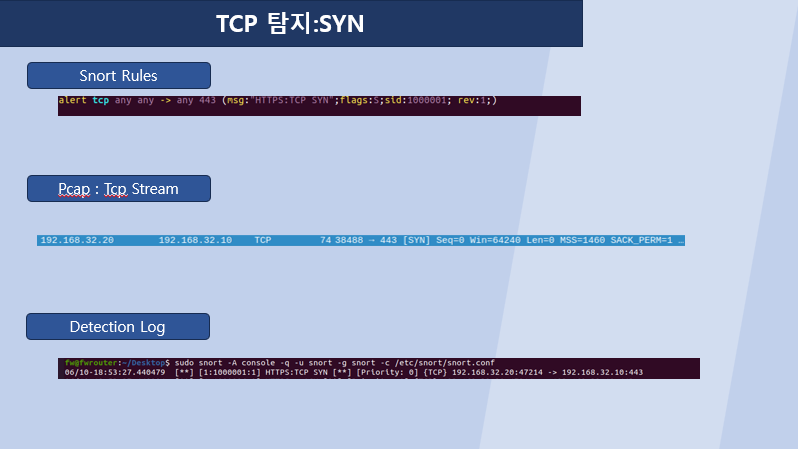 TCP 탐지:SYN
Snort Rules
alert tcp any any -> any 443 (msg:"HTTPS:TCP SYN";flags:S;sid:1000001; rev:1;)
Pcap : Tcp Stream
192.168.32.20 192.168.32.10 TCP 74 38488 → 443 [SYN] Seq=0 Win=64240 Len=0 MSS=1460 SACK_PERM=1 …
Detection Log
fw@fwrouter:~/Desktop$ sudo snort -A console -q -u snort -g snort -c /etc/snort/snort.conf
06/10-18:53:27.440479 [**] [1:1000001:1] HTTPS:TCP SYN [**] [Priority: 0] {TCP} 192.168.32.20:47214 -> 192.168.32.10:443